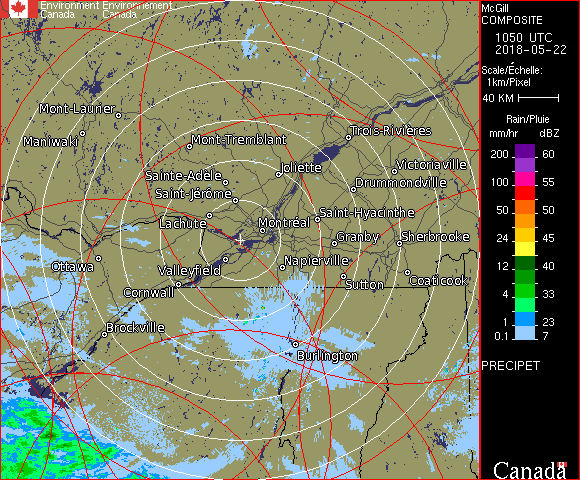 Environment Environnement
Canada Canada
Mont-Laurier
Maniwaki
Mont-Tremblant
Trois-Rivières
Sainte-Adèle
Joliette
Victoriaville
Saint-Jérôme
Drummondville
Lachute
Montréal
Saint-Hyacinthe
Granby
Sherbrooke
Ottawa
Valleyfield
Napierville
Cornwall
Sutton
Coaticook
Brockville
Burlington
McGill
COMPOSITE
1050 UTC
2018-05-22
Scale/Échelle:
1km/Pixel
40 KM
Rain/Pluie
mm/hr dBZ
200 60
100 55
50 50
24 45
12 40
4 33
1 23
0.1 7
PRECIPET
Canada